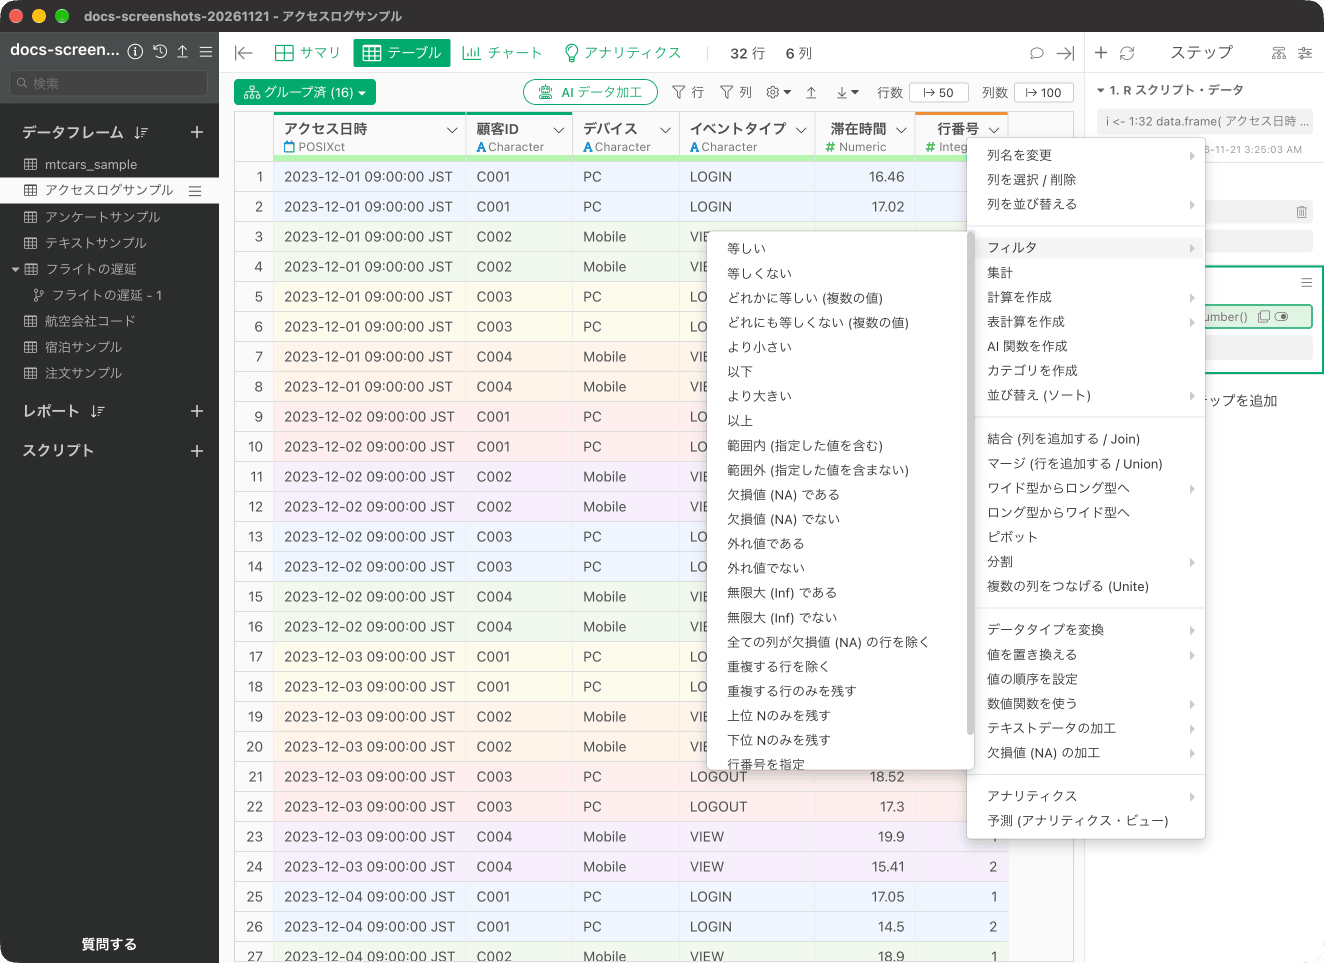 docs-screenshots-20261121 - アクセスログサンプル
docs-screen...
検索
データフレーム
mtcars_sample
アクセスログサンプル
アンケートサンプル
テキストサンプル
フライトの遅延
フライトの遅延 - 1
航空会社コード
宿泊サンプル
注文サンプル
レポート
スクリプト
質問する
サマリ
テーブル
チャート
アナリティクス
32 行
6 列
グループ済 (16)
AI データ加工
行
列
行数
50
列数
100
アクセス日時
POSIXct
顧客ID
Character
デバイス
Character
イベントタイプ
Character
滞在時間
Numeric
行番号
Integ
1 2023-12-01 09:00:00 JST C001 PC LOGIN 16.46
2 2023-12-01 09:00:00 JST C001 PC LOGIN 17.02
3 2023-12-01 09:00:00 JST C002 Mobile VIE
4 2023-12-01 09:00:00 JST C002 Mobile VIE
5 2023-12-01 09:00:00 JST C003 PC LO
6 2023-12-01 09:00:00 JST C003 PC LO
7 2023-12-01 09:00:00 JST C004 Mobile VIE
8 2023-12-01 09:00:00 JST C004 Mobile VIE
9 2023-12-02 09:00:00 JST C001 PC LO
10 2023-12-02 09:00:00 JST C001 PC LO
11 2023-12-02 09:00:00 JST C002 Mobile VIE
12 2023-12-02 09:00:00 JST C002 Mobile VIE
13 2023-12-02 09:00:00 JST C003 PC LO
14 2023-12-02 09:00:00 JST C003 PC LO
15 2023-12-02 09:00:00 JST C004 Mobile VIE
16 2023-12-02 09:00:00 JST C004 Mobile VIE
17 2023-12-03 09:00:00 JST C001 PC LO
18 2023-12-03 09:00:00 JST C001 PC LO
19 2023-12-03 09:00:00 JST C002 Mobile VIE
20 2023-12-03 09:00:00 JST C002 Mobile VIE
21 2023-12-03 09:00:00 JST C003 PC LOGOUT 18.52
22 2023-12-03 09:00:00 JST C003 PC LOGOUT 17.3
23 2023-12-03 09:00:00 JST C004 Mobile VIEW 19.9
24 2023-12-03 09:00:00 JST C004 Mobile VIEW 15.41 2
25 2023-12-04 09:00:00 JST C001 PC LOGIN 17.05 1
26 2023-12-04 09:00:00 JST C001 PC LOGIN 14.5 2
27 2023-12-04 09:00:00 JST C002 Mobile VIEW 18.9 1
等しい
等しくない
どれかに等しい (複数の値)
どれにも等しくない (複数の値)
より小さい
以下
より大きい
以上
範囲内 (指定した値を含む)
範囲外 (指定した値を含まない)
欠損値 (NA) である
欠損値 (NA) でない
外れ値である
外れ値でない
無限大 (Inf) である
無限大 (Inf) でない
全ての列が欠損値 (NA) の行を除く
重複する行を除く
重複する行のみを残す
上位 Nのみを残す
下位 Nのみを残す
行番号を指定
列名を変更
列を選択 / 削除
列を並び替える
フィルタ
集計
計算を作成
表計算を作成
AI 関数を作成
カテゴリを作成
並び替え (ソート)
結合 (列を追加する / Join)
マージ (行を追加する / Union)
ワイド型からロング型へ
ロング型からワイド型へ
ピボット
分割
複数の列をつなげる (Unite)
データタイプを変換
値を置き換える
値の順序を設定
数値関数を使う
テキストデータの加工
欠損値 (NA) の加工
アナリティクス
予測 (アナリティクス・ビュー)
ステップ
1. R スクリプト・データ
i <- 1:32 data.frame( アクセス日時 ...
6-11-21 3:25:03 AM
umber()
テップを追加